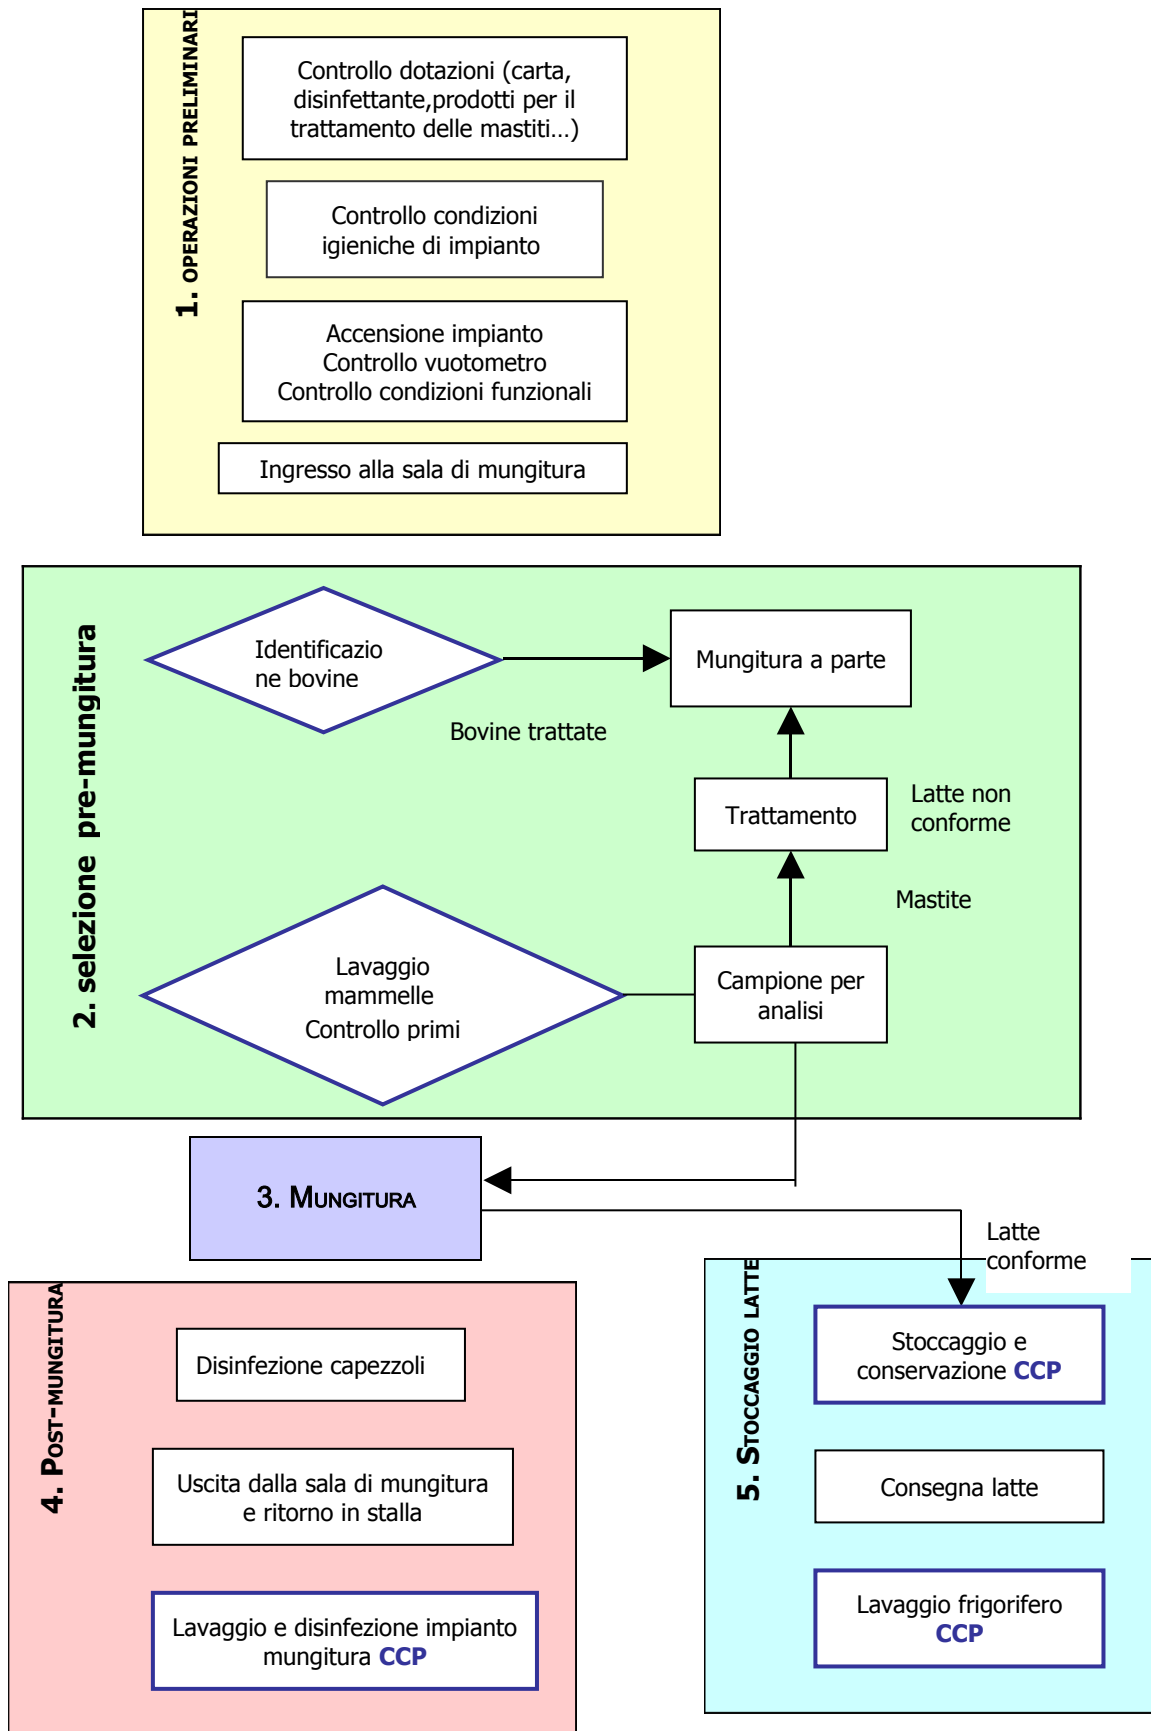 1. OPERAZIONI PRELIMINARI
Controllo dotazioni (carta,
disinfettante,prodotti per il
trattamento delle mastiti…)
Controllo condizioni
igieniche di impianto
Accensione impianto
Controllo vuotometro
Controllo condizioni funzionali
Ingresso alla sala di mungitura
2. selezione pre-mungitura
Identificazio
ne bovine
Mungitura a parte
Bovine trattate
Trattamento
Latte non
conforme
Mastite
Lavaggio
mammelle
Controllo primi
Campione per
analisi
3. MUNGITURA
Latte
conforme
4. POST-MUNGITURA
Disinfezione capezzoli
Uscita dalla sala di mungitura
e ritorno in stalla
Lavaggio e disinfezione impianto
mungitura CCP
5. STOCCAGGIO LATTE
Stoccaggio e
conservazione CCP
Consegna latte
Lavaggio frigorifero
CCP